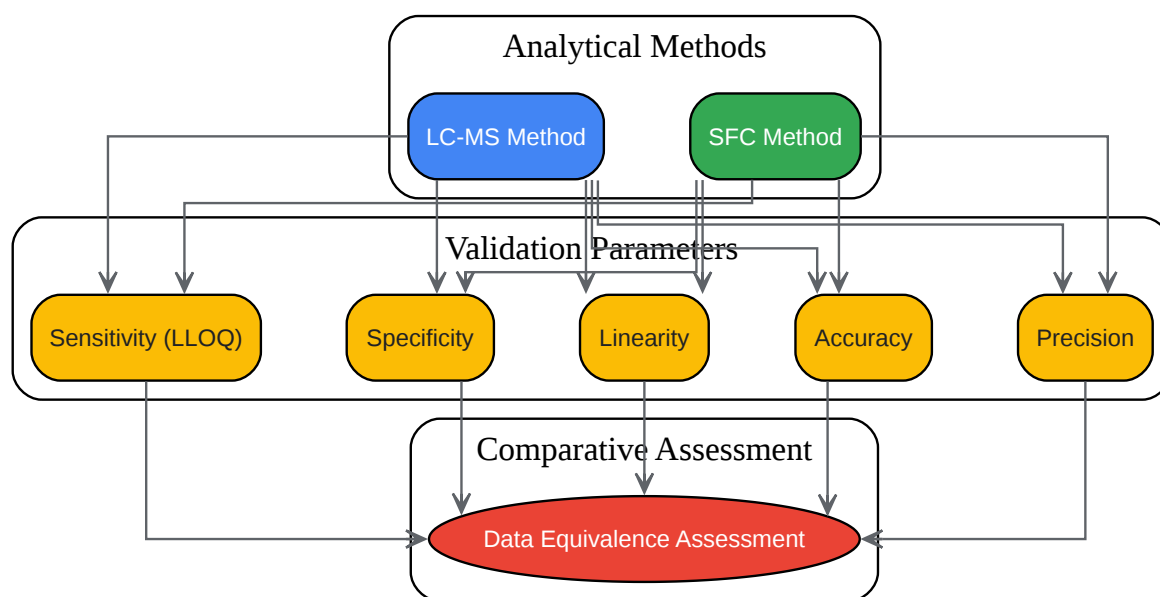 Analytical Methods
LC-MS Method
SFC Method
Validation Parameters
Sensitivity (LLOQ)
Specificity
Linearity
Accuracy
Precision
Comparative Assessment
Data Equivalence Assessment